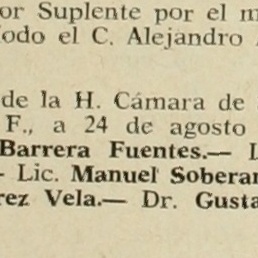 or Suplente por el m
odo el C. Alejandro
de la H. Cámara de
F., a 24 de agosto
Barrera Fuentes.—
- Lic. Manuel Soberan
rez Vela.— Dr. Gusta